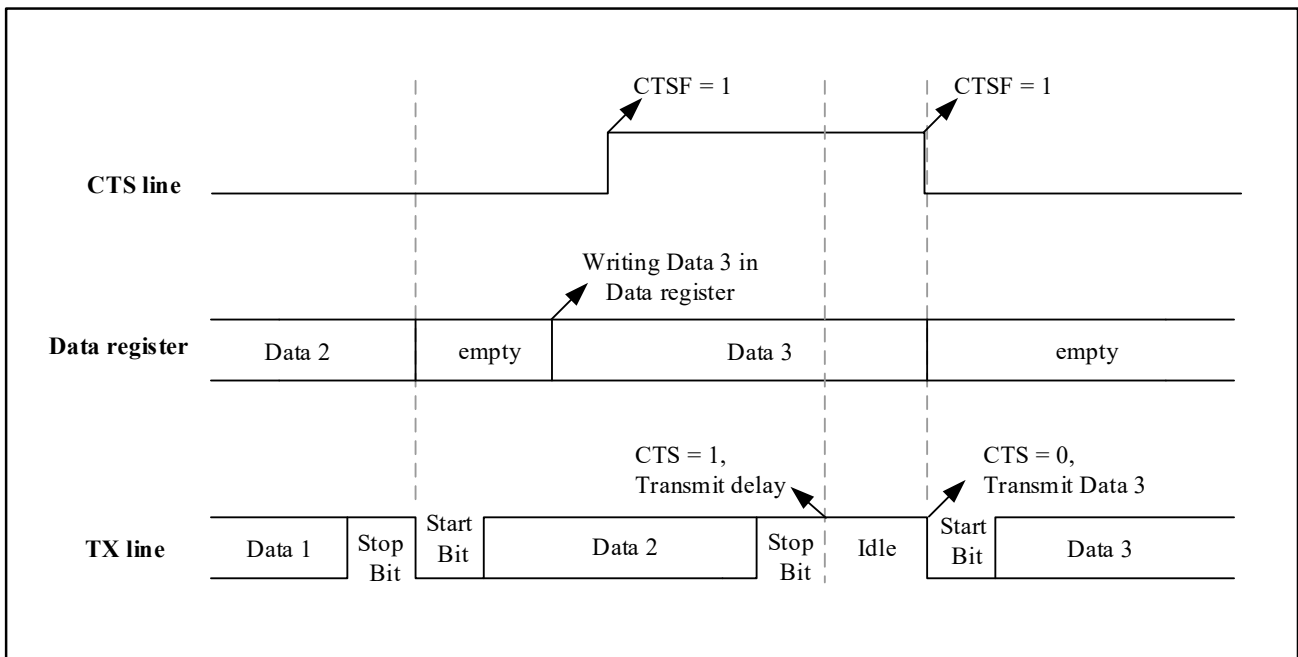 CTSF = 1
CTSF = 1
CTS line
Writing Data 3 in
Data register
Data register
Data 2
empty
Data 3
empty
CTS = 1,
Transmit delay
CTS = 0,
Transmit Data 3
TX line
Data 1
Stop
Bit
Start
Bit
Data 2
Stop
Bit
Idle
Start
Bit
Data 3